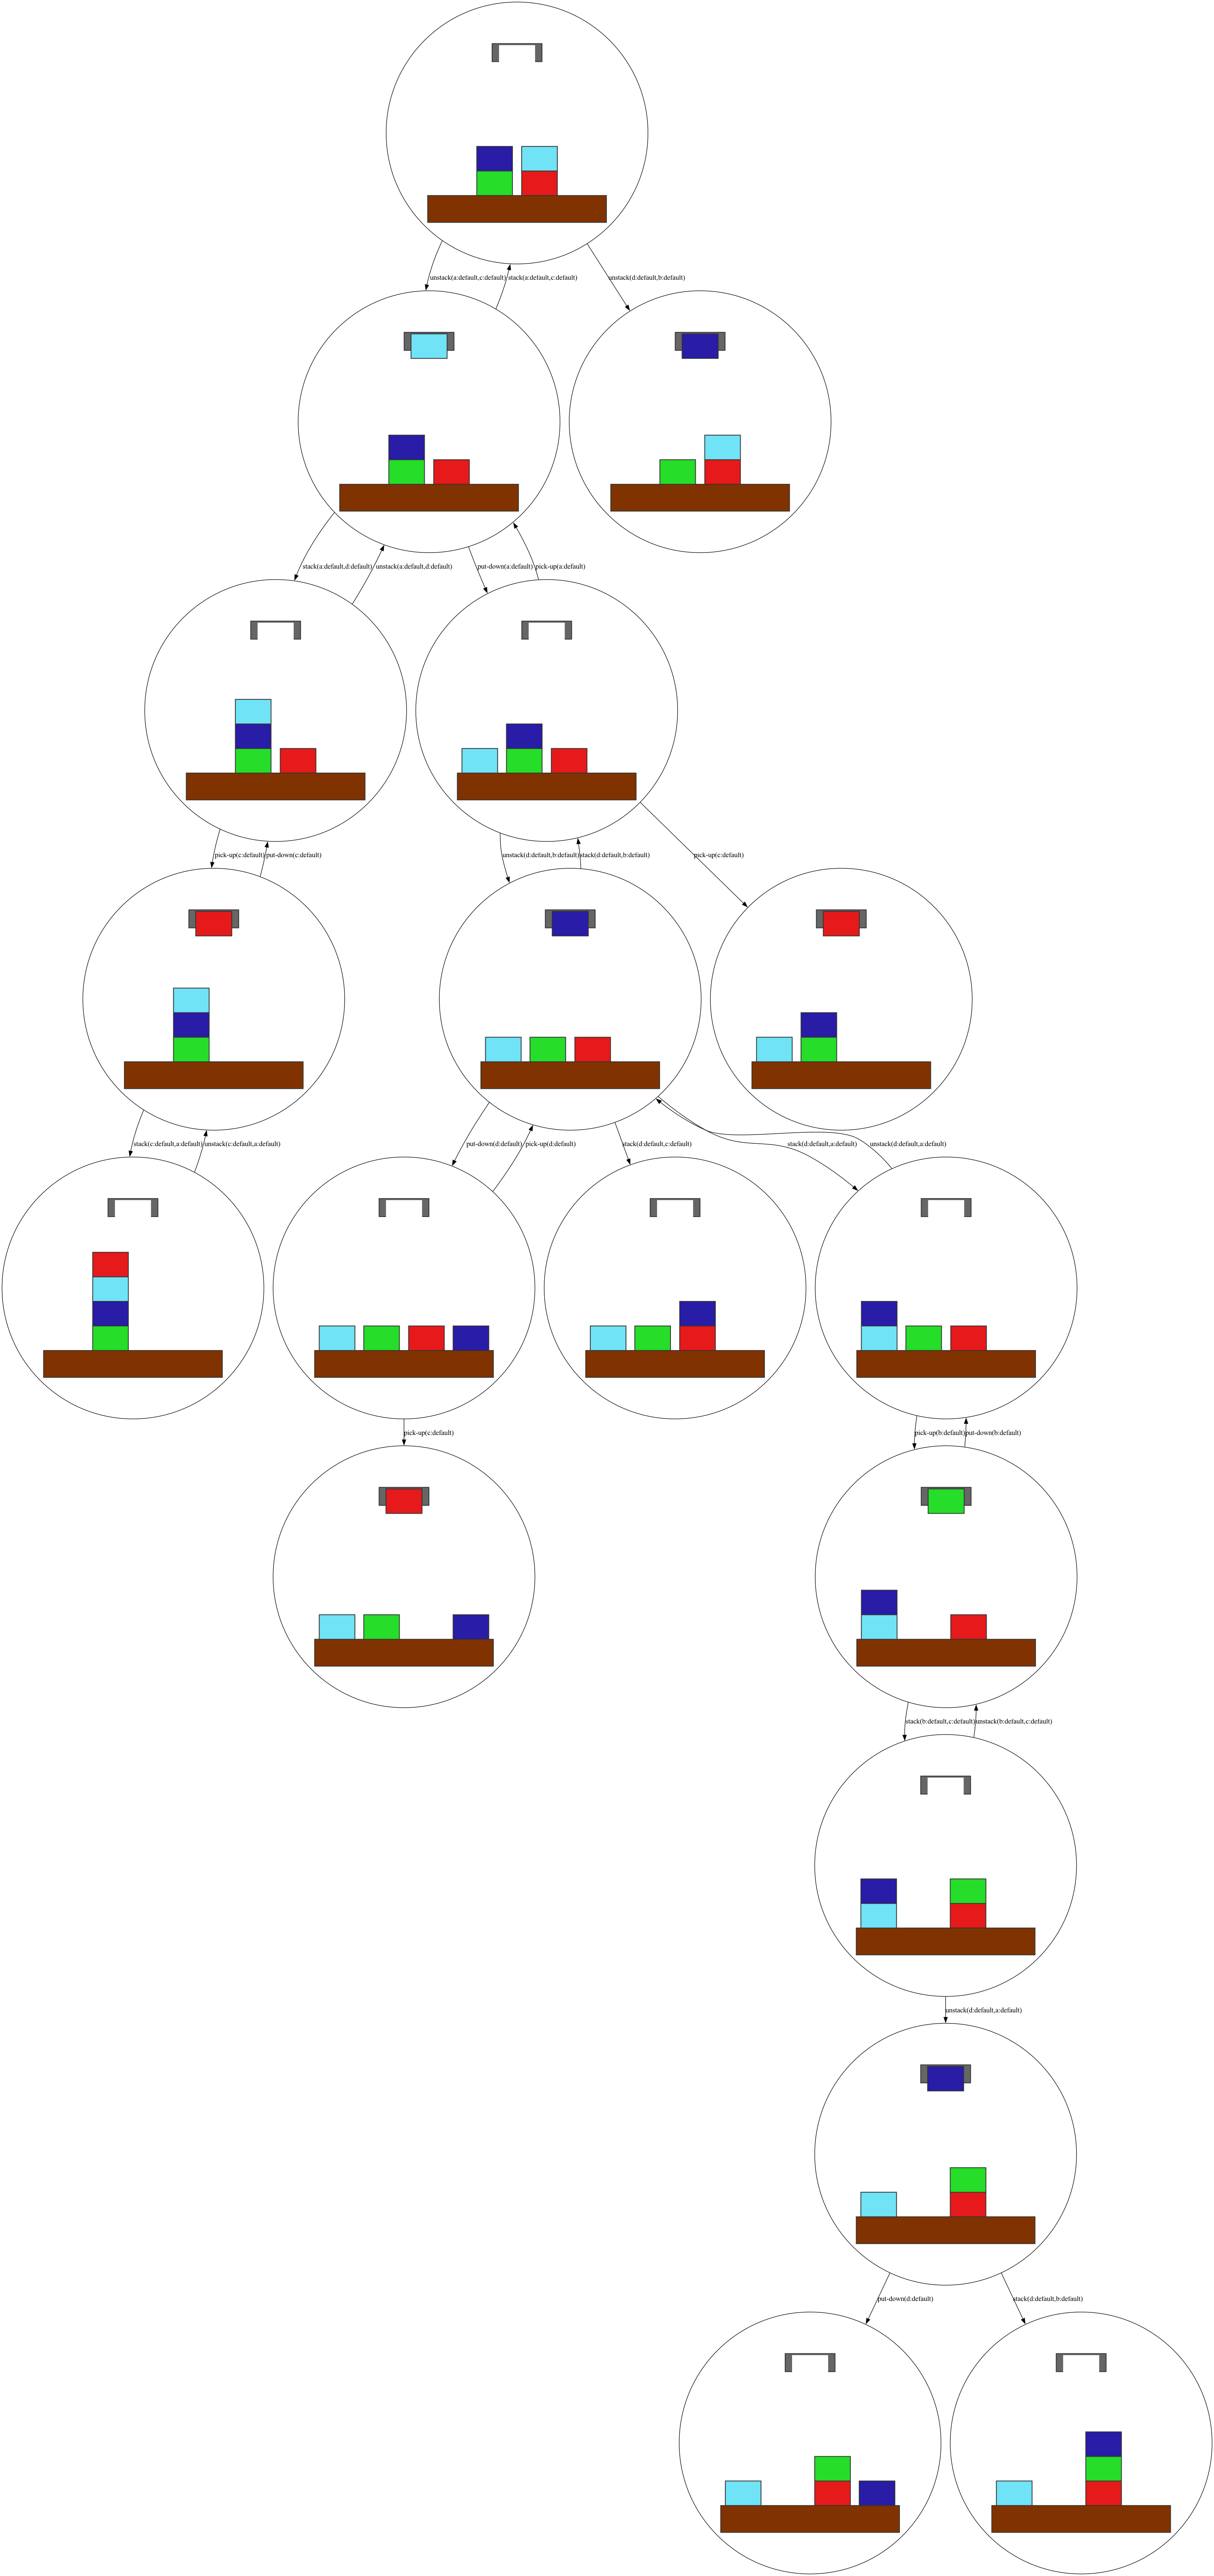 unstack(a:default,c:default)
stack(a:default,c:default)
unstack(d:default,b:default)
stack(a:default,d:default)
unstack(a:default,d:default)
put-down(a:default)
pick-up(a:default)
pick-up(c:default)
put-down(c:default)
unstack(d:default,b:default)
stack(d:default,b:default)
pick-up(c:default)
stack(c:default,a:default)
unstack(c:default,a:default)
put-down(d:default)
pick-up(d:default)
stack(d:default,c:default)
stack(d:default,a:default)
unstack(d:default,a:default)
pick-up(c:default)
pick-up(b:default)
put-down(b:default)
stack(b:default,c:default)
unstack(b:default,c:default)
unstack(d:default,a:default)
put-down(d:default)
stack(d:default,b:default)